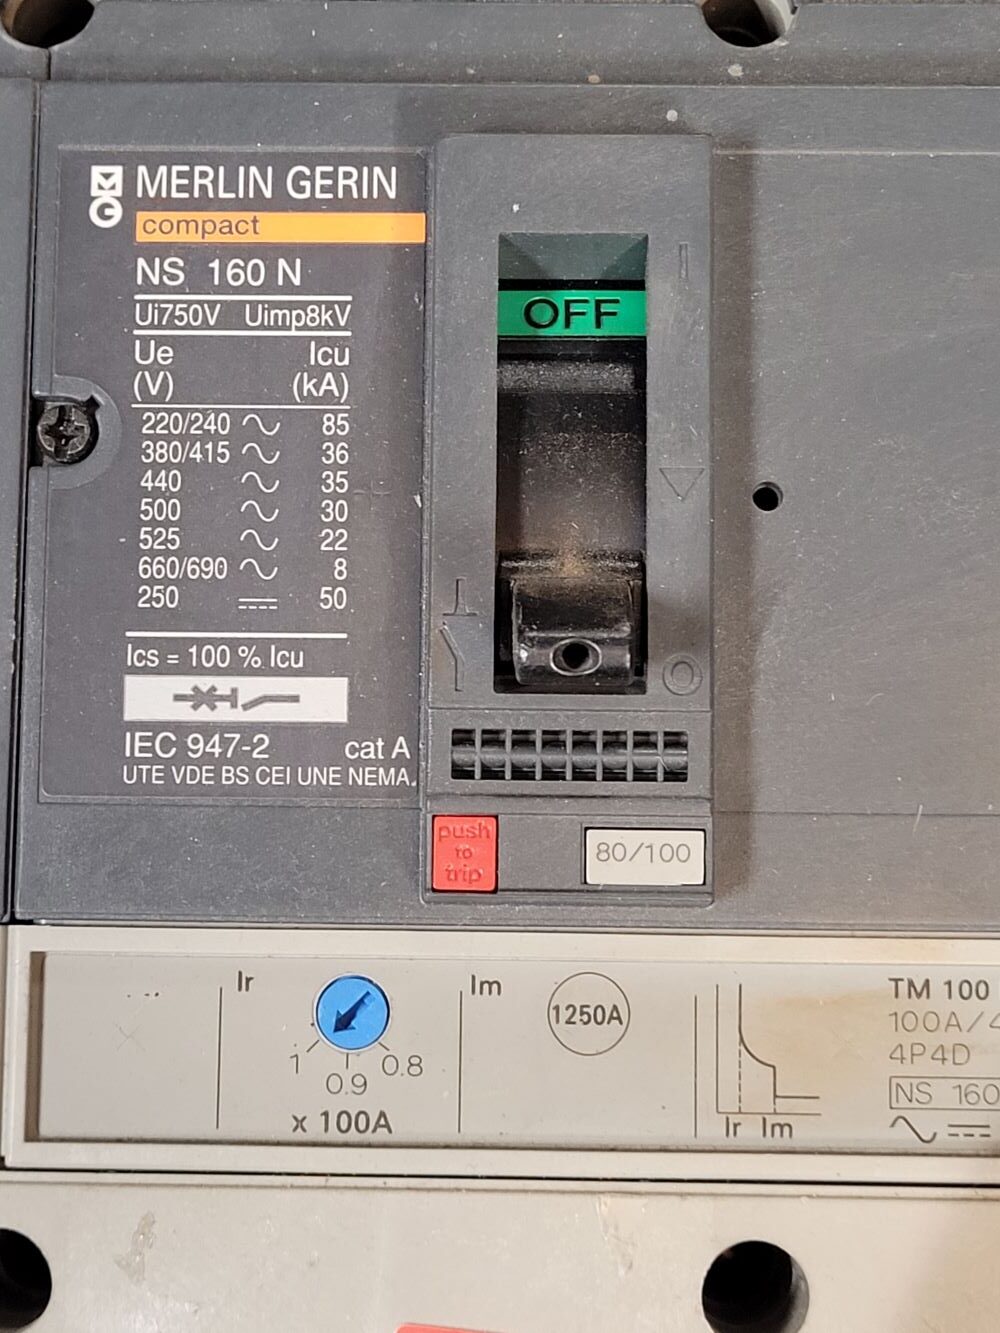 MERLIN GERIN
compact
NS 160 N
Ui750V Uimp8kV
Ue Icu
(V) (kA)
220/240 85
380/415 36
440 35
500 30
525 22
660/690 8
250 50
Ics = 100 % Icu
IEC 947-2 cat A
UTE VDE BS CEI UNE NEMA
OFF
push
to
trip
80/100
Ir
1 0.9 0.8
x 100A
Im
1250A
Ir Im
TM 100
100A/4
4P4D
NS 160